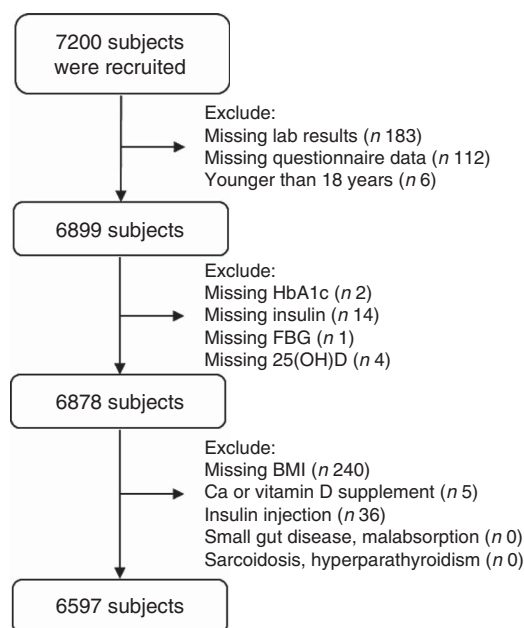 7200 subjects
were recruited
Exclude:
Missing lab results (n 183)
Missing questionnaire data (n 112)
Younger than 18 years (n 6)
6899 subjects
Exclude:
Missing HbA1c (n 2)
Missing insulin (n 14)
Missing FBG (n 1)
Missing 25(OH)D (n 4)
6878 subjects
Exclude:
Missing BMI (n 240)
Ca or vitamin D supplement (n 5)
Insulin injection (n 36)
Small gut disease, malabsorption (n 0)
Sarcoidosis, hyperparathyroidism (n 0)
6597 subjects